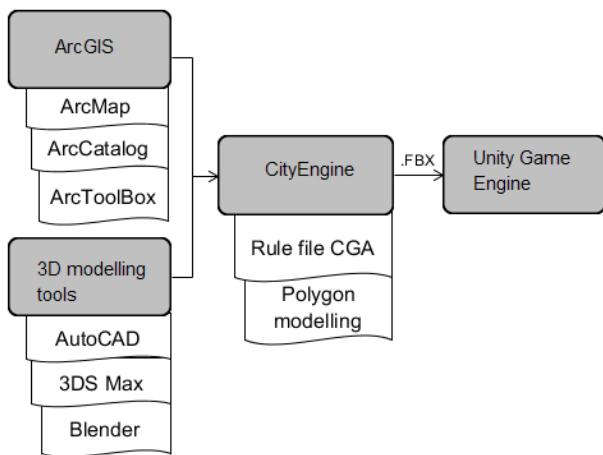 ArcGIS
ArcMap
ArcCatalog
ArcToolBox
3D modelling
tools
AutoCAD
3DS Max
Blender
CityEngine
Rule file CGA
Polygon
modelling
.FBX
Unity Game
Engine